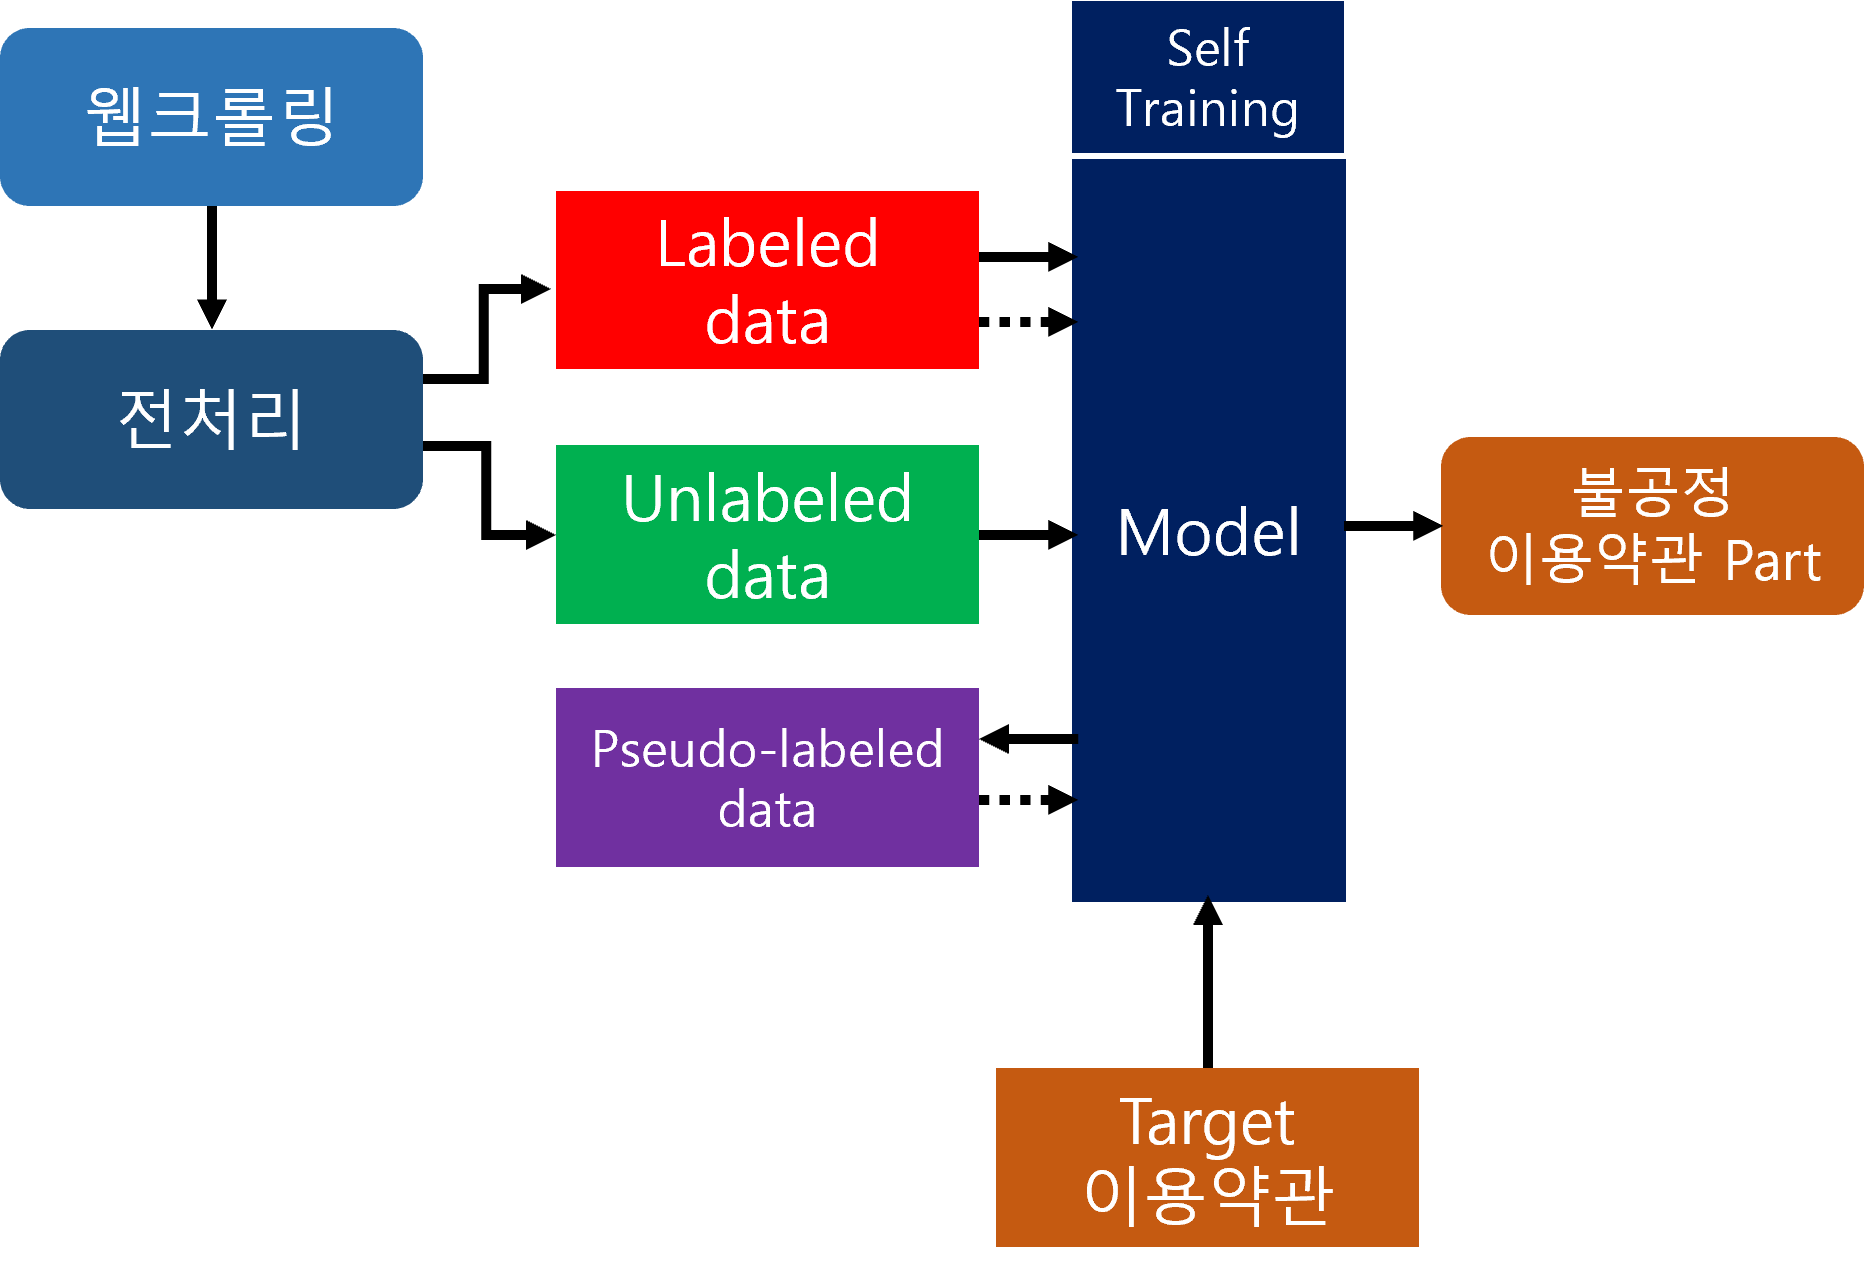 웹크롤링
전처리
Labeled
data
Unlabeled
data
Pseudo-labeled
data
Self
Training
Model
불공정
이용약관 Part
Target
이용약관